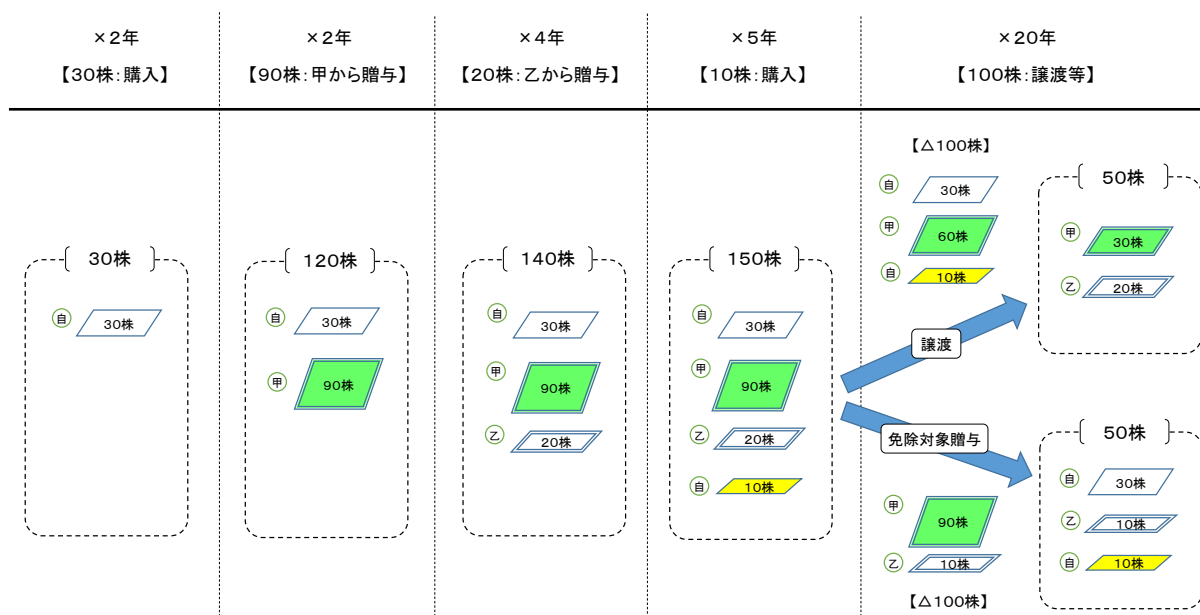 ×2年
【30株:購入】
×2年
【90株:甲から贈与】
×4年
【20株:乙から贈与】
×5年
【10株:購入】
×20年
【100株:譲渡等】
30株
自
30株
120株
自
30株
甲
90株
140株
自
30株
甲
90株
乙
20株
150株
自
30株
甲
90株
乙
20株
自
10株
【△100株】
自
30株
甲
60株
自
10株
譲渡
50株
甲
30株
乙
20株
免除対象贈与
甲
90株
乙
10株
【△100株】
50株
自
30株
乙
10株
自
10株